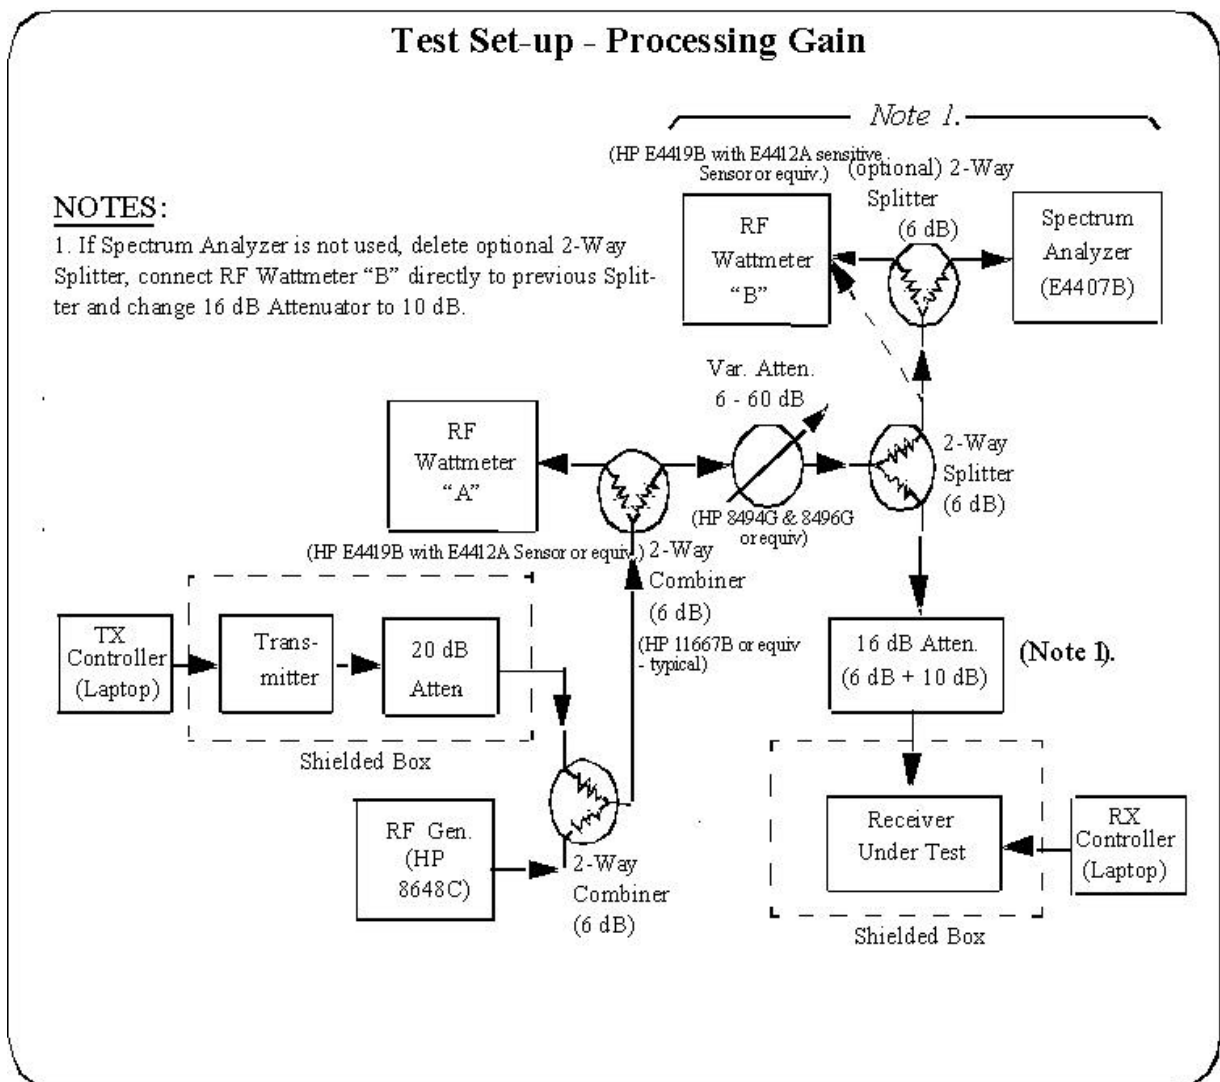 Test Set-up - Processing Gain
Note 1.
(HP E4419B with E4412A sensitive
Sensor or equiv.)
(optional) 2-Way
Splitter
(6 dB)
NOTES:
1. If Spectrum Analyzer is not used, delete optional 2-Way
Splitter, connect RF Wattmeter “B” directly to previous Split-
ter and change 16 dB Attenuator to 10 dB.
RF
Wattmeter
“B”
Spectrum
Analyzer
(E4407B)
Var. Atten.
6 - 60 dB
RF
Wattmeter
“A”
2-Way
Splitter
(6 dB)
(HP 8494G & 8496G
or equiv)
(HP E4419B with E4412A Sensor or equiv.)
2-Way
Combiner
(6 dB)
(HP 11667B or equiv
- typical)
TX
Controller
(Laptop)
Trans-
mitter
20 dB
Atten
Shielded Box
16 dB Atten.
(6 dB + 10 dB)
(Note 1).
RF Gen.
(HP
8648C)
2-Way
Combiner
(6 dB)
Receiver
Under Test
RX
Controller
(Laptop)
Shielded Box